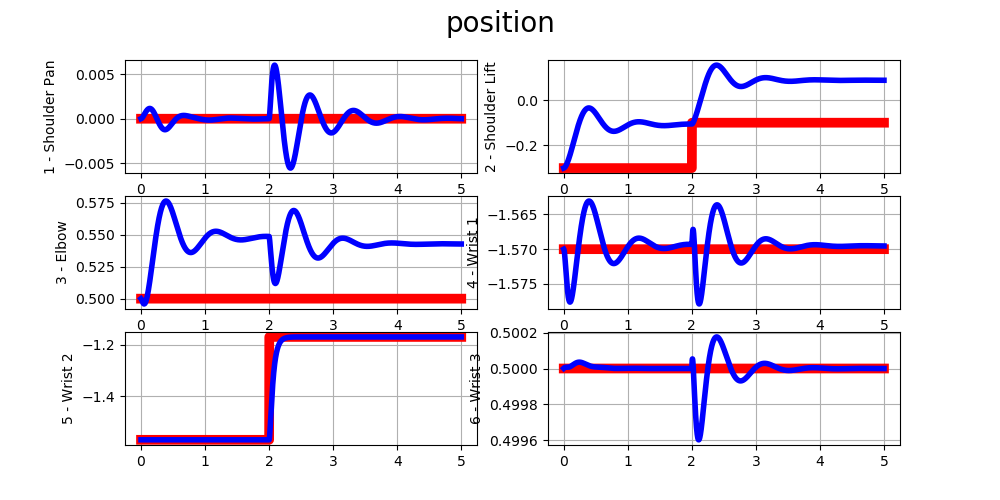 position
1 - Shoulder Pan
0.005
0.000
−0.005
0 1 2 3 4 5
2 - Shoulder Lift
0.0
−0.2
0 1 2 3 4 5
3 - Elbow
0.575
0.550
0.525
0.500
0 1 2 3 4 5
4 - Wrist 1
−1.565
−1.570
−1.575
0 1 2 3 4 5
5 - Wrist 2
−1.2
−1.4
0 1 2 3 4 5
6 - Wrist 3
0.5002
0.5000
0.4998
0.4996
0 1 2 3 4 5